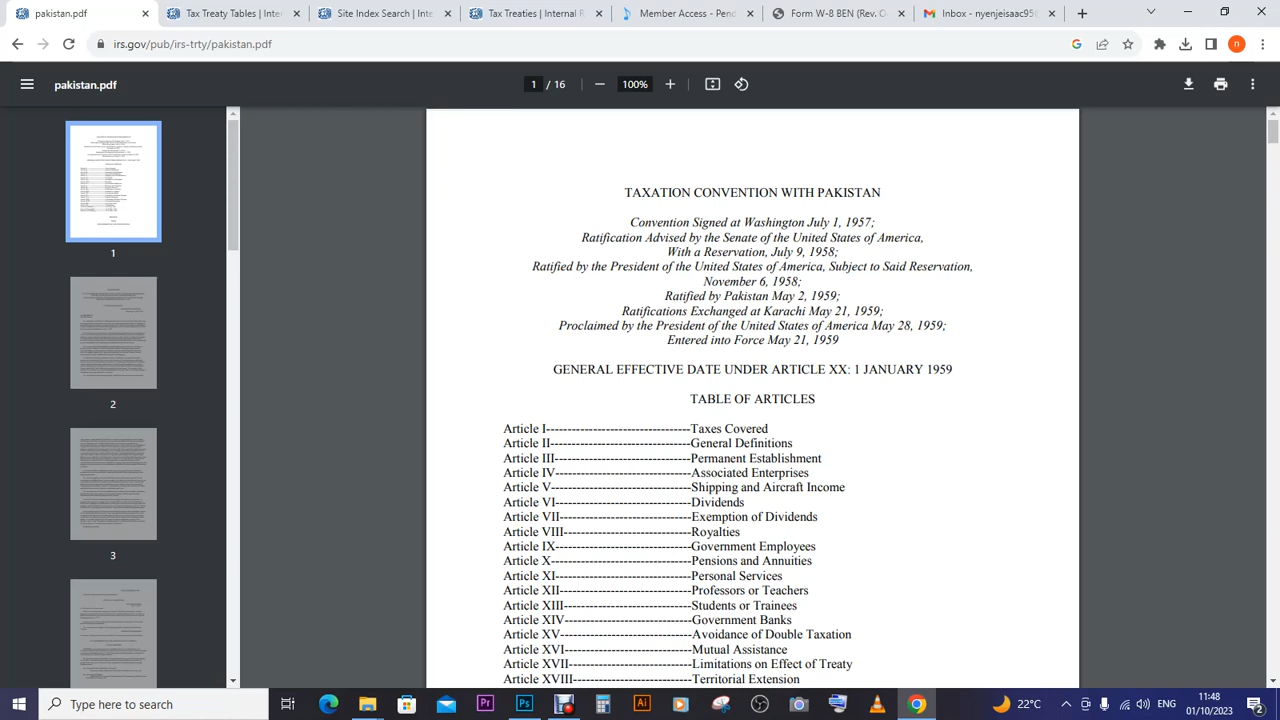 pakistan.pdf
Tax Treaty Tables | Inte
Site Index Search | Inte
Tax Treaties | Internal R
Member Access - Pend
Form W-8 BEN (Rev. O
Inbox - nyenjeisaac95@
irs.gov/pub/irs-trty/pakistan.pdf
n
pakistan.pdf
1 / 16
100%
TAXATION CONVENTION WITH PAKISTAN
Convention Signed at Washington July 1, 1957;
Ratification Advised by the Senate of the United States of America,
With a Reservation, July 9, 1958;
Ratified by the President of the United States of America, Subject to Said Reservation,
November 6, 1958;
Ratified by Pakistan May 2, 1959;
Ratifications Exchanged at Karachi May 21, 1959;
Proclaimed by the President of the United States of America May 28, 1959;
Entered into Force May 21, 1959
GENERAL EFFECTIVE DATE UNDER ARTICLE XX: 1 JANUARY 1959
TABLE OF ARTICLES
Article I--------------------------------Taxes Covered
Article II-------------------------------General Definitions
Article III------------------------------Permanent Establishment
Article IV------------------------------Associated Enterprises
Article V-------------------------------Shipping and Aircraft Income
Article VI------------------------------Dividends
Article VII-----------------------------Exemption of Dividends
Article VIII----------------------------Royalties
Article IX------------------------------Government Employees
Article X-------------------------------Pensions and Annuities
Article XI------------------------------Personal Services
Article XII-----------------------------Professors or Teachers
Article XIII----------------------------Students or Trainees
Article XIV----------------------------Government Banks
Article XV-----------------------------Avoidance of Double Taxation
Article XVI----------------------------Mutual Assistance
Article XVII---------------------------Limitations on Effect of Treaty
Article XVIII--------------------------Territorial Extension
1
2
3
Type here to search
Pr
Ps
Ai
22°C
ENG
11:48
01/10/2023
2